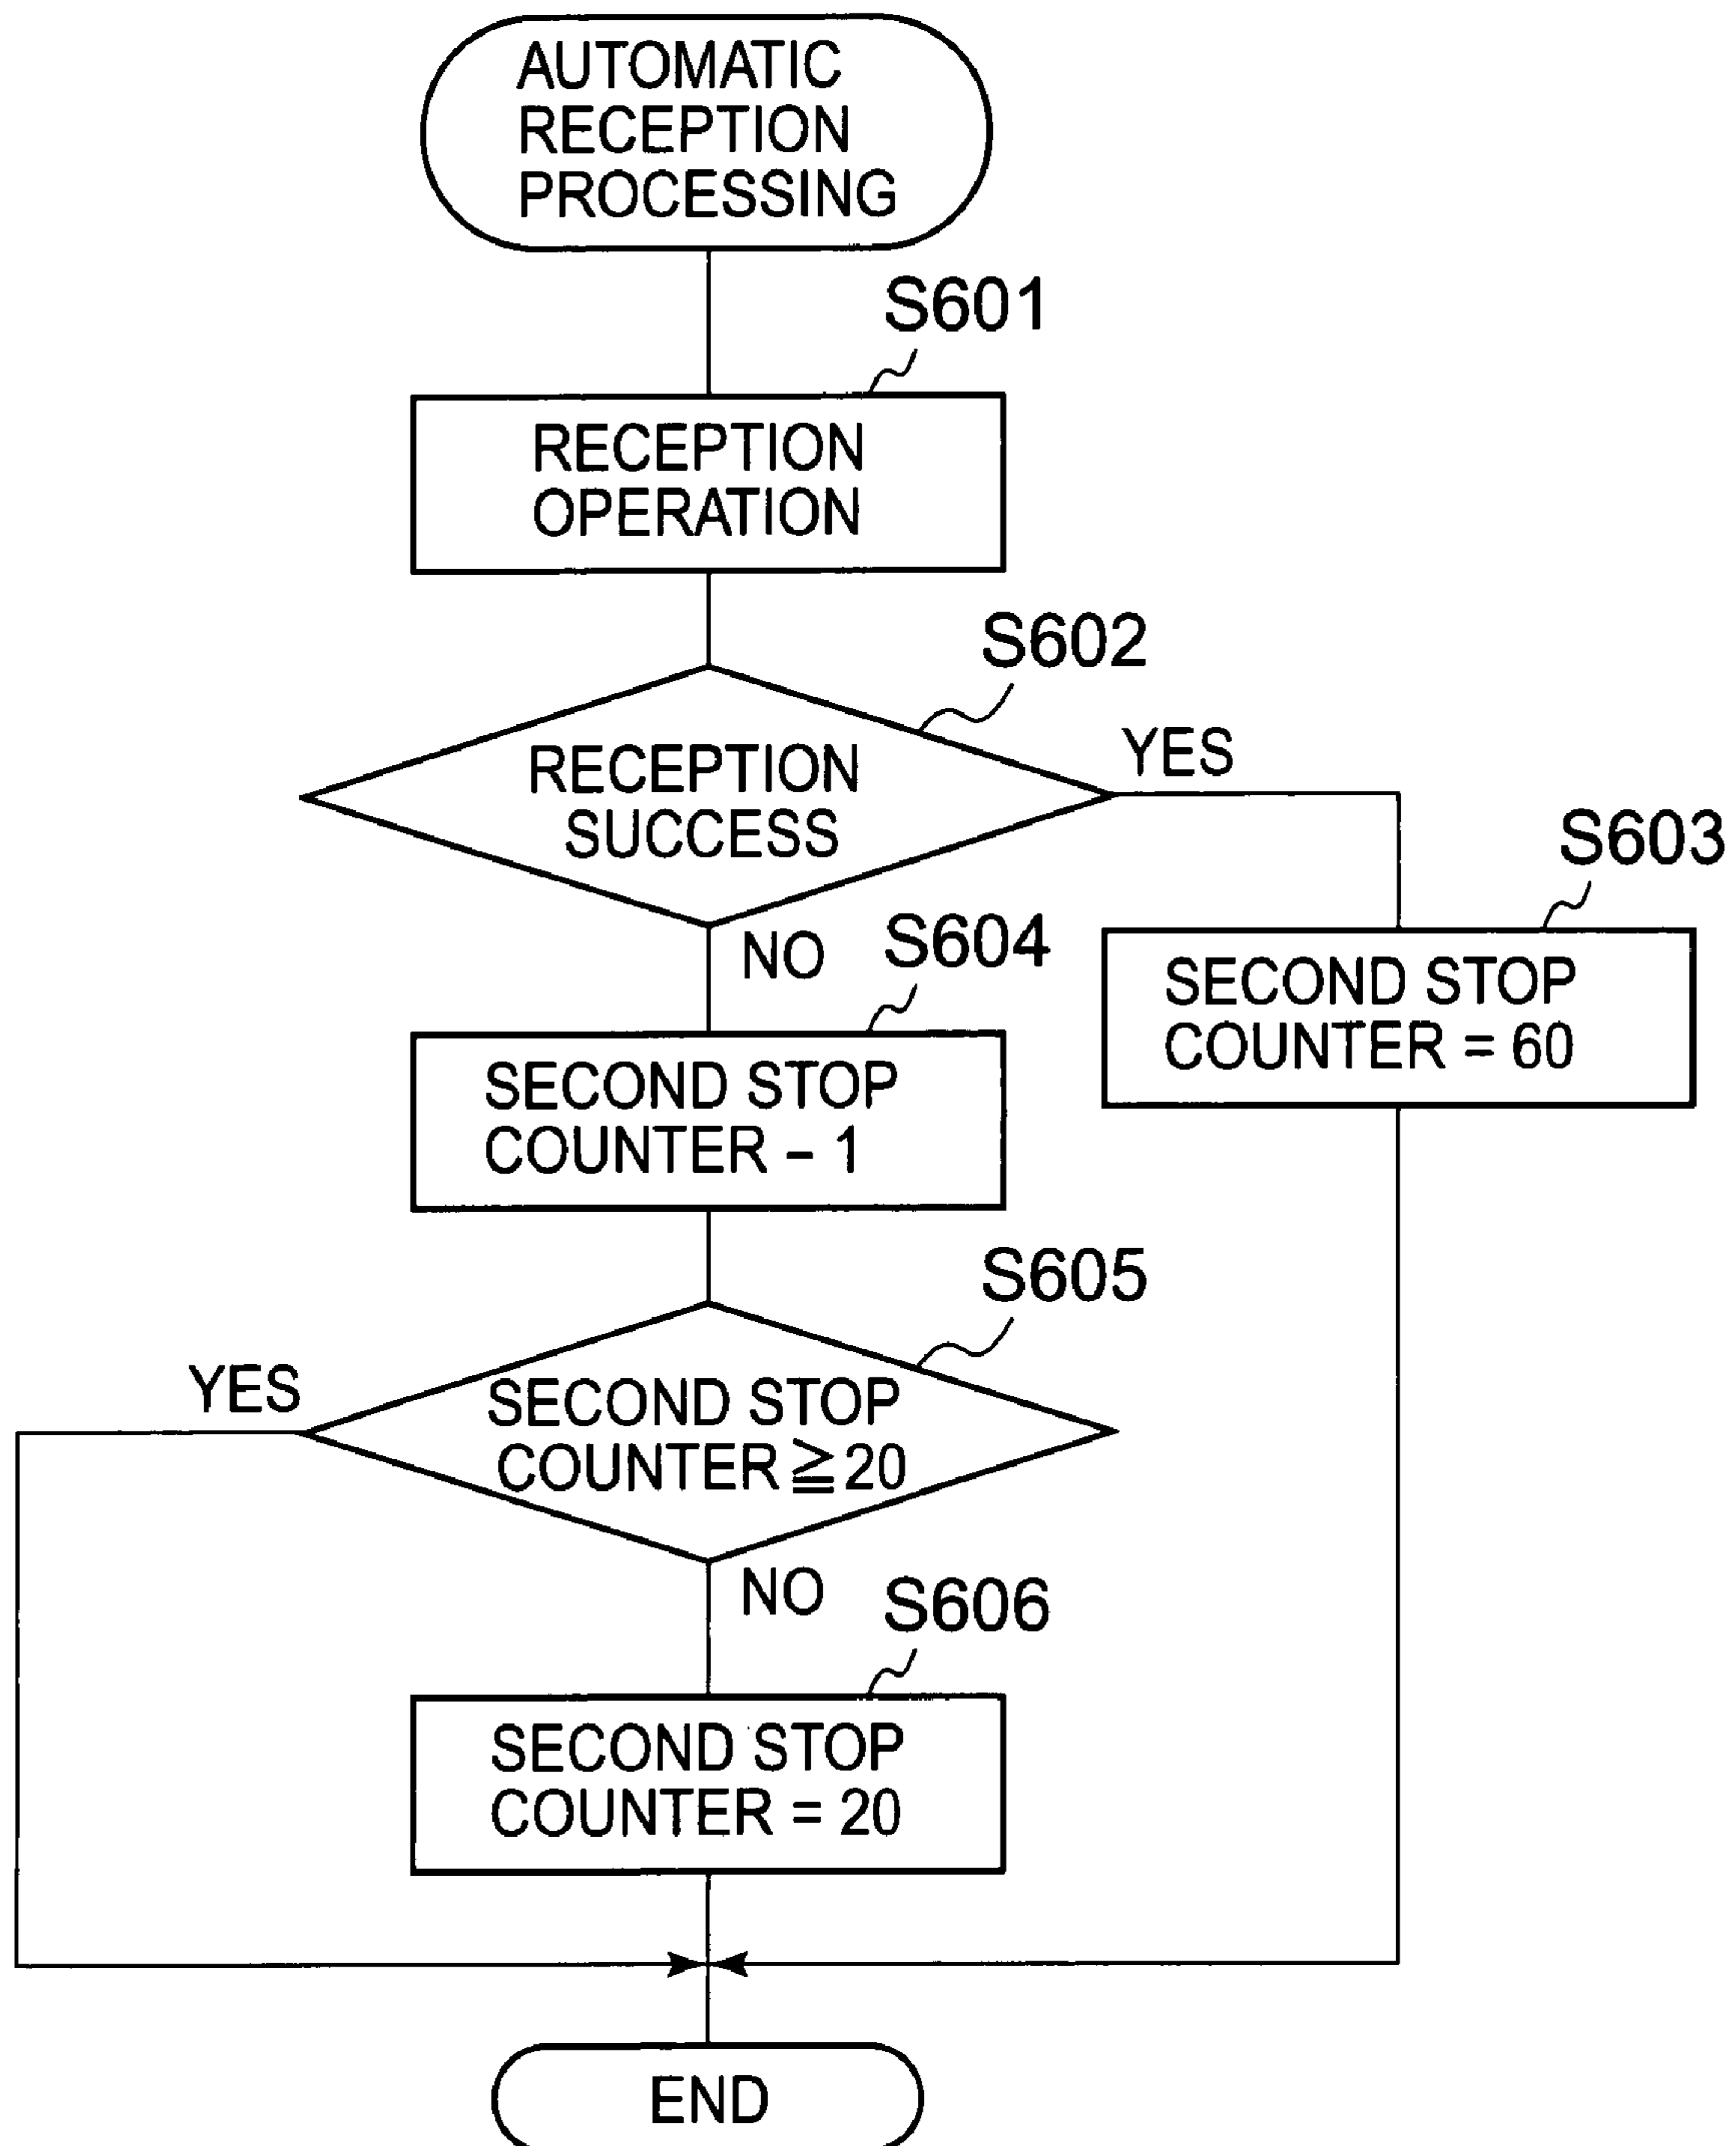 AUTOMATIC
RECEPTION
PROCESSING
S601
RECEPTION
OPERATION
S602
RECEPTION
SUCCESS
YES
S603
SECOND STOP
COUNTER = 60
NO
S604
SECOND STOP
COUNTER – 1
S605
YES
SECOND STOP
COUNTER ≧ 20
NO
S606
SECOND STOP
COUNTER = 20
END